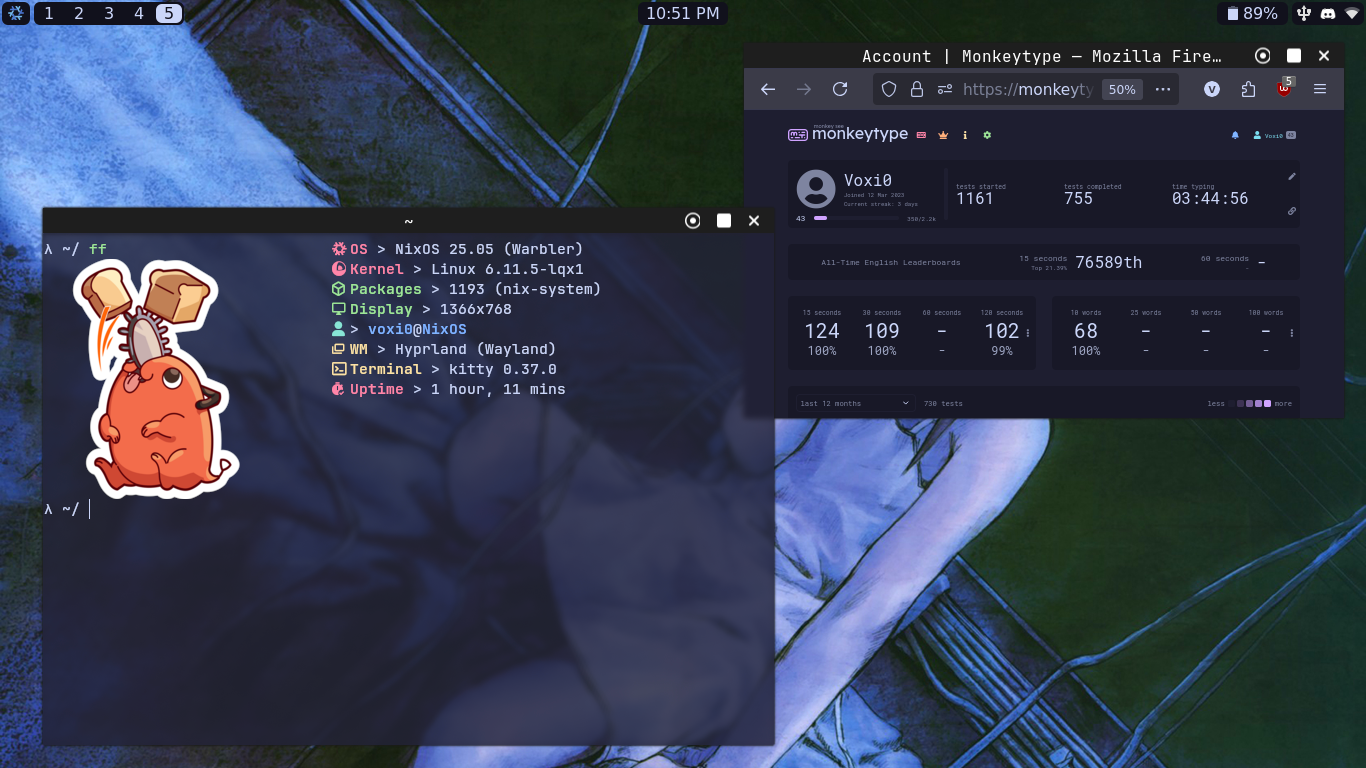 1 2 3 4 5
10:51 PM
89%
Account | Monkeytype — Mozilla Fire…
https://monkeyty
50%
V
5
monkey see
monkeytype
Voxi0 43
Voxi0
Joined 12 Mar 2023
Current streak: 3 days
43
350/2.2k
tests started
1161
tests completed
755
time typing
03:44:56
All-Time English Leaderboards
15 seconds
Top 21.39%
76589th
60 seconds
-
-
15 seconds 30 seconds 60 seconds 120 seconds
124 109 - 102
100% 100% - 99%
10 words 25 words 50 words 100 words
68 - - -
100% - - -
last 12 months
730 tests
less more
~
λ ~/ ff
OS > NixOS 25.05 (Warbler)
Kernel > Linux 6.11.5-lqx1
Packages > 1193 (nix-system)
Display > 1366x768
> voxi0@NixOS
WM > Hyprland (Wayland)
Terminal > kitty 0.37.0
Uptime > 1 hour, 11 mins
λ ~/